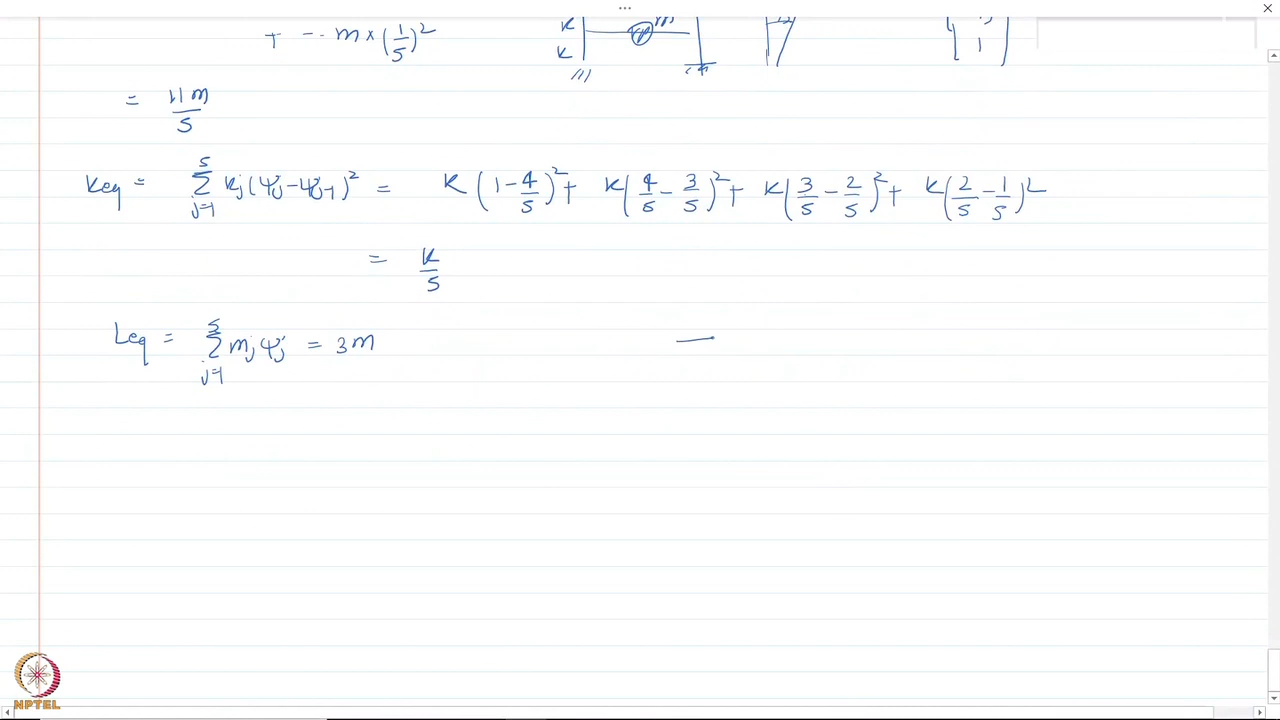 + -- m × (1/5)²
K m
K
= 11m/5
1
Keq = Σ_{j=1}^{5} kj (ψj - ψj-1)² = K (1 - 4/5)² + K (4/5 - 3/5)² + K (3/5 - 2/5)² + K (2/5 - 1/5)²
= K/5
Leq = Σ_{j=1}^{5} mj ψj = 3m
NPTEL